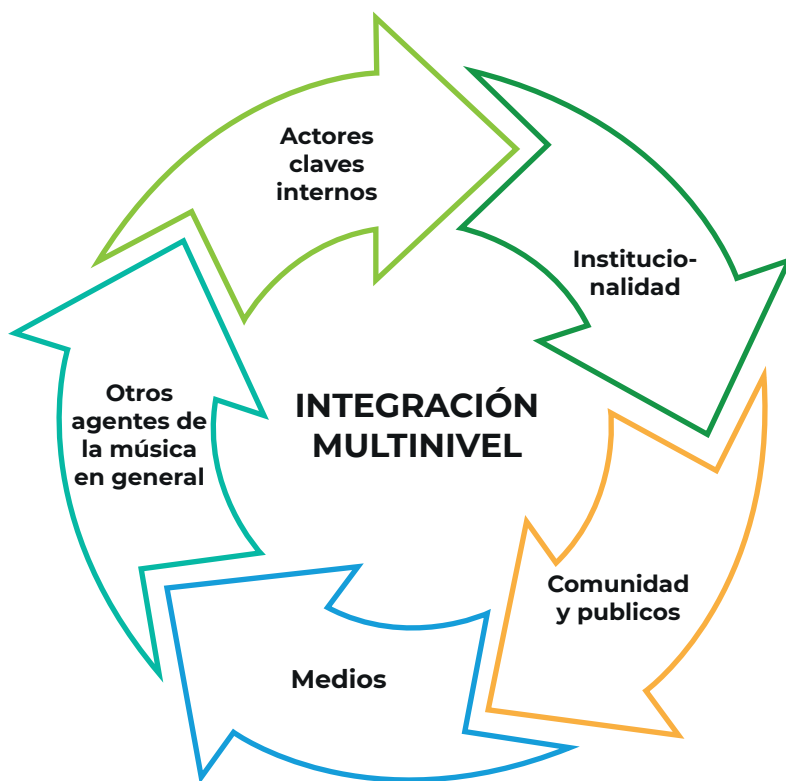 Actores
claves
internos
Institucio-
nalidad
Comunidad
y publicos
Medios
Otros
agentes de
la música
en general
INTEGRACIÓN
MULTINIVEL